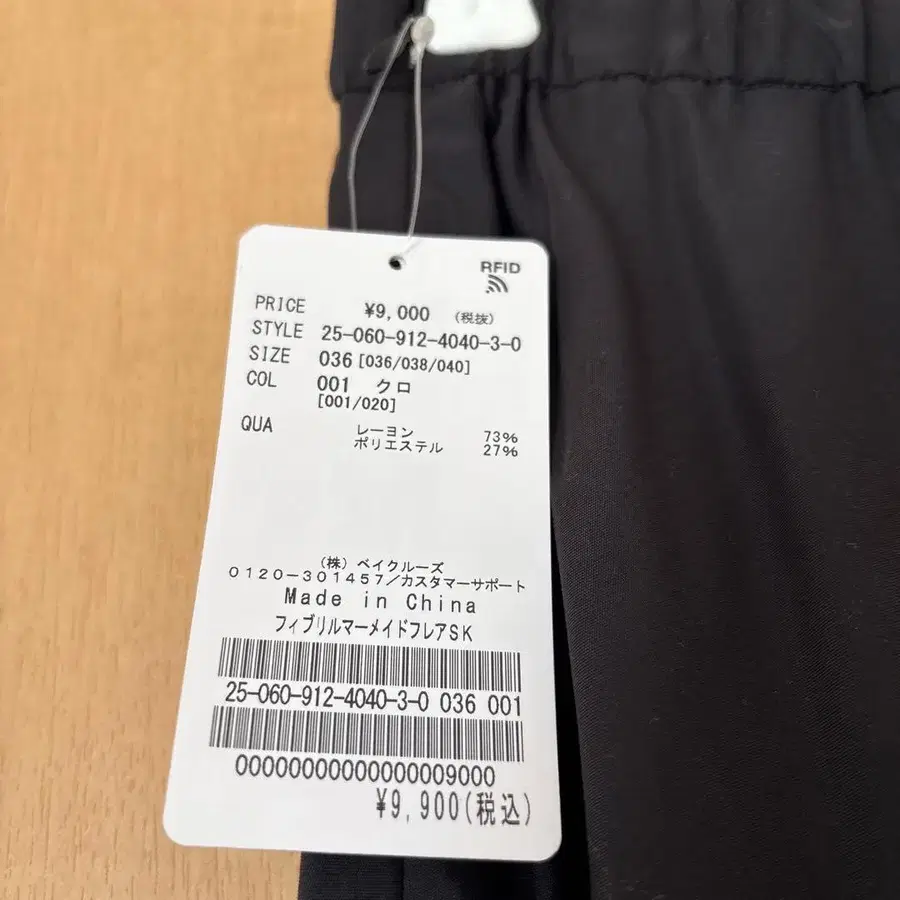 RFID
PRICE ¥9,000 (税抜)
STYLE 25-060-912-4040-3-0
SIZE 036 [036/038/040]
COL 001 クロ
[001/020]
QUA レーヨン 73%
ポリエステル 27%
(株) ベイクルーズ
0120-301457/カスタマーサポート
Made in China
フィブリルマーメイドフレアSK
25-060-912-4040-3-0 036 001
00000000000000009000
¥9,900(税込)